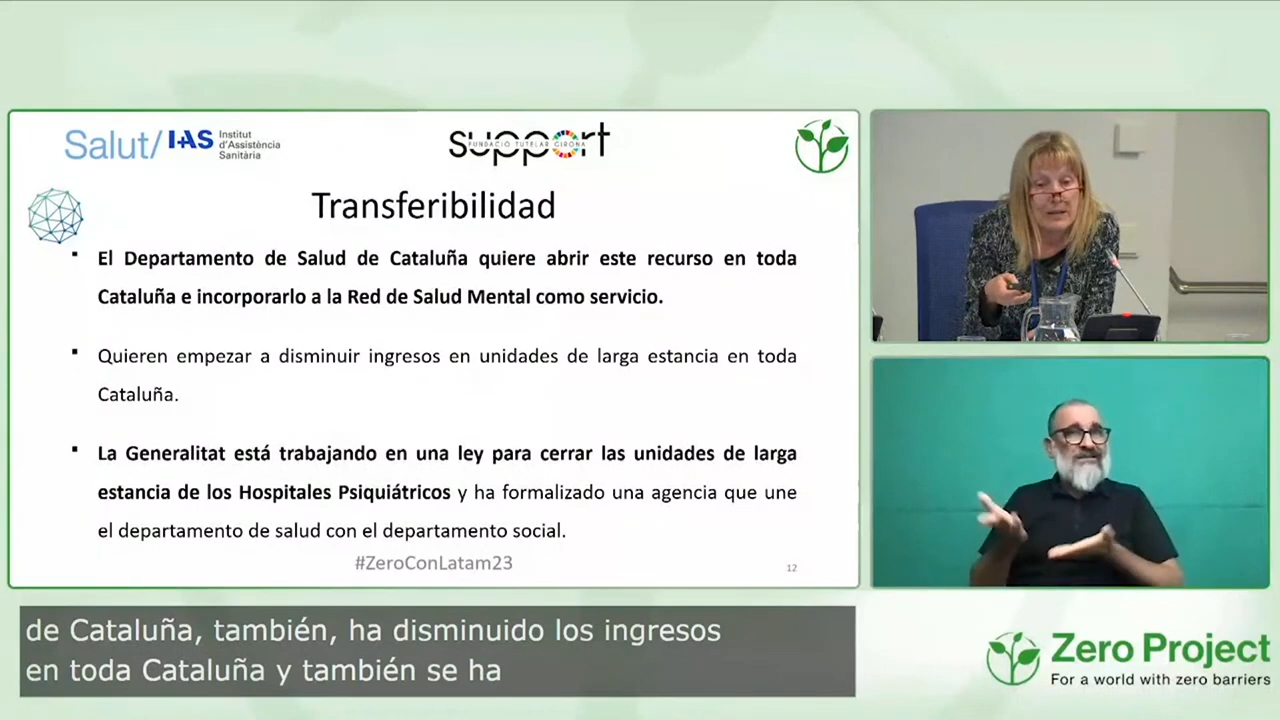 Salut/ IAS Institut
d'Assistència
Sanitària
support
FUNDACIÓ TUTELAR GIRONA
Transferibilidad
▪ El Departamento de Salud de Cataluña quiere abrir este recurso en toda
Cataluña e incorporarlo a la Red de Salud Mental como servicio.
▪ Quieren empezar a disminuir ingresos en unidades de larga estancia en toda
Cataluña.
▪ La Generalitat está trabajando en una ley para cerrar las unidades de larga
estancia de los Hospitales Psiquiátricos y ha formalizado una agencia que une
el departamento de salud con el departamento social.
#ZeroConLatam23
12
de Cataluña, también, ha disminuido los ingresos
en toda Cataluña y también se ha
Zero Project
For a world with zero barriers